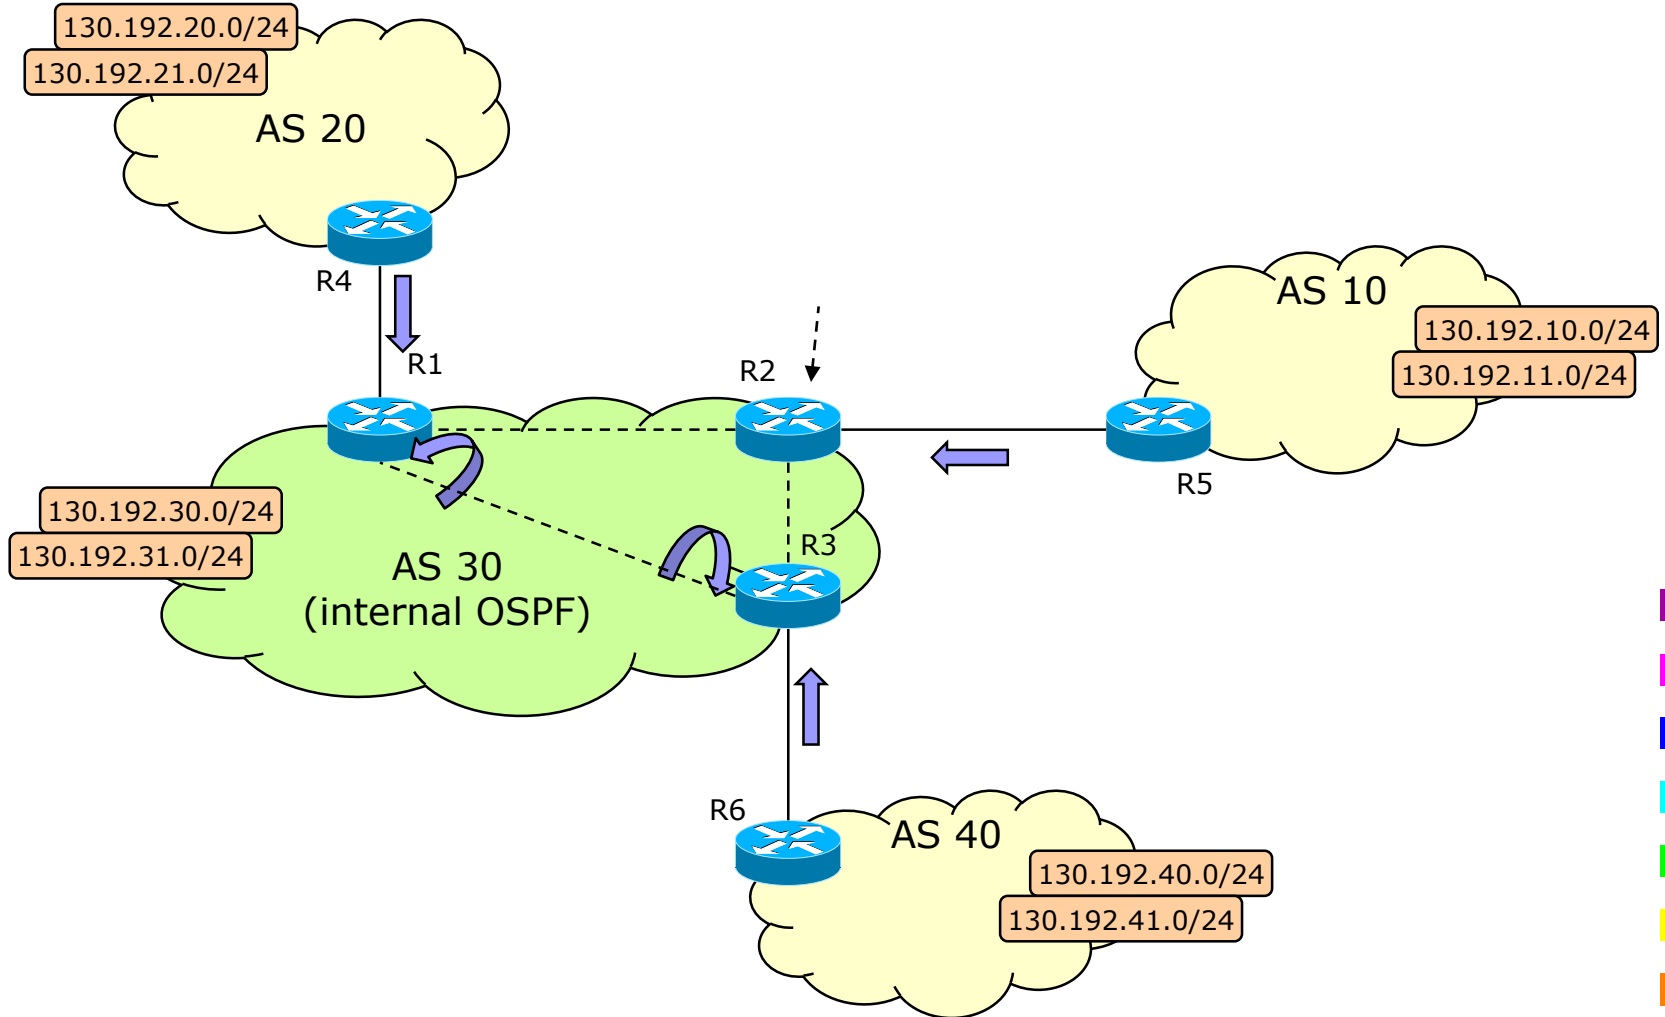 130.192.20.0/24
130.192.21.0/24
AS 20
R4
R1
R2
AS 10
130.192.10.0/24
130.192.11.0/24
R5
130.192.30.0/24
130.192.31.0/24
AS 30
(internal OSPF)
R3
R6
AS 40
130.192.40.0/24
130.192.41.0/24